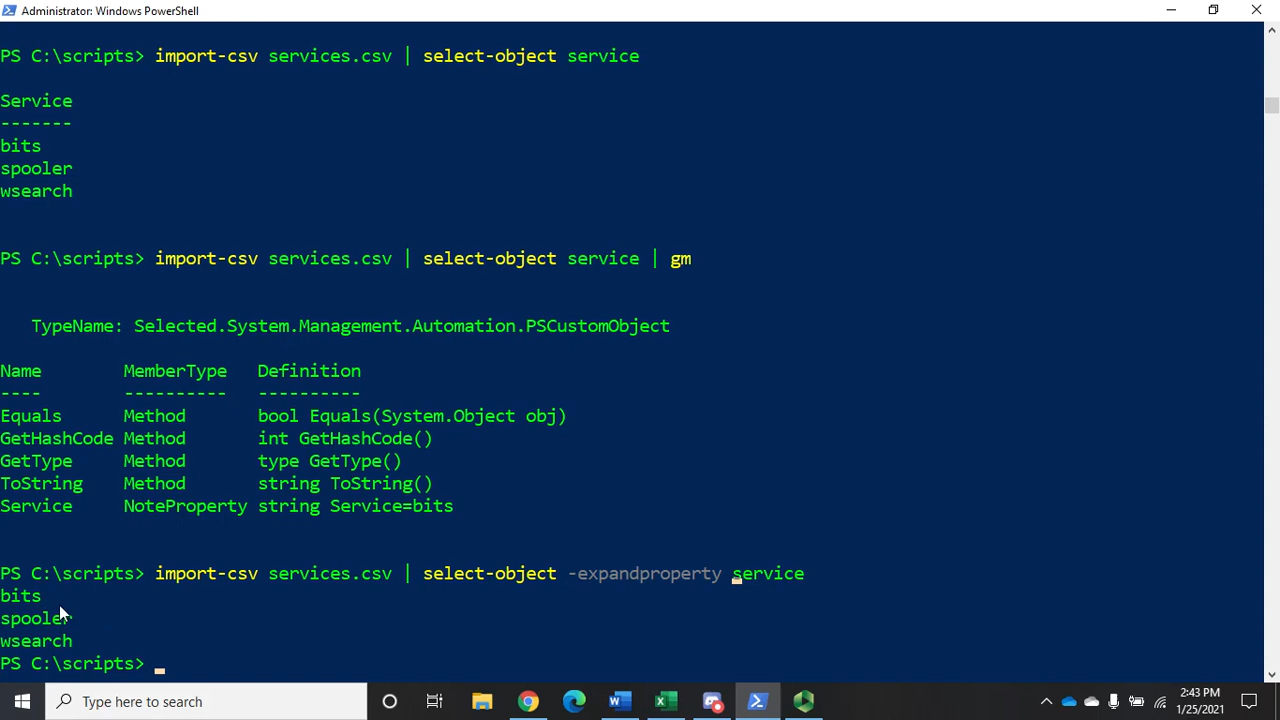 Administrator: Windows PowerShell
PS C:\scripts> import-csv services.csv | select-object service
Service
-------
bits
spooler
wsearch
PS C:\scripts> import-csv services.csv | select-object service | gm
TypeName: Selected.System.Management.Automation.PSCustomObject
Name MemberType Definition
---- ---------- ----------
Equals Method bool Equals(System.Object obj)
GetHashCode Method int GetHashCode()
GetType Method type GetType()
ToString Method string ToString()
Service NoteProperty string Service=bits
PS C:\scripts> import-csv services.csv | select-object -expandproperty service
bits
spooler
wsearch
PS C:\scripts>
Type here to search
2:43 PM
1/25/2021